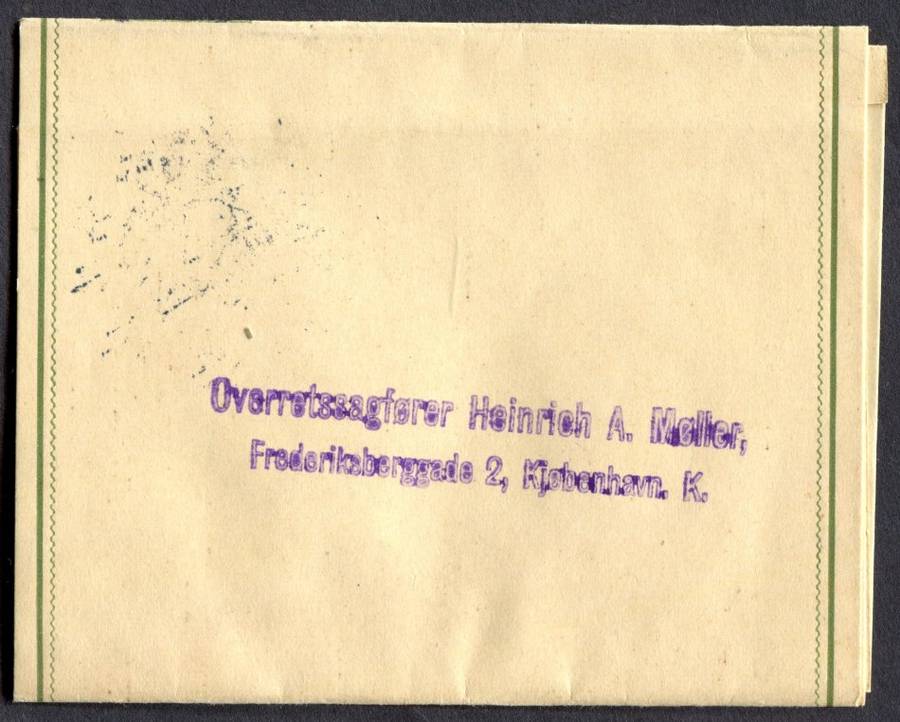 Overretssagfører Heinrich A. Møller,
Frederiksberggade 2, Kjøbenhavn. K.